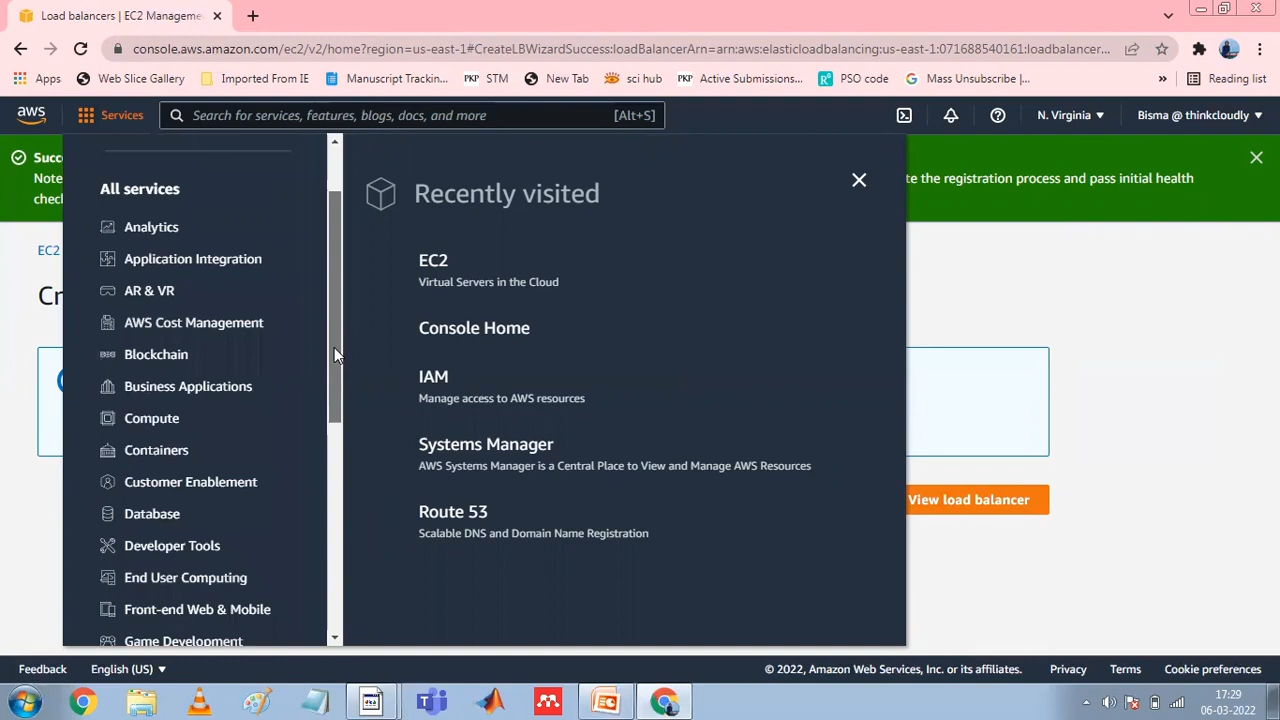 Load balancers | EC2 Manageme
console.aws.amazon.com/ec2/v2/home?region=us-east-1#CreateLBWizardSuccess:loadBalancerArn=arn:aws:elasticloadbalancing:us-east-1:071688540161:loadbalancer...
Apps Web Slice Gallery Imported From IE Manuscript Trackin... PKP STM New Tab sci hub PKP Active Submissions... PSO code Mass Unsubscribe |... » Reading list
aws Services Search for services, features, blogs, docs, and more [Alt+S] N. Virginia Bisma @ thinkcloudly
Succ
Note
chec
te the registration process and pass initial health
EC2
Cr
All services
Analytics
Application Integration
AR & VR
AWS Cost Management
Blockchain
Business Applications
Compute
Containers
Customer Enablement
Database
Developer Tools
End User Computing
Front-end Web & Mobile
Game Development
Recently visited
EC2
Virtual Servers in the Cloud
Console Home
IAM
Manage access to AWS resources
Systems Manager
AWS Systems Manager is a Central Place to View and Manage AWS Resources
Route 53
Scalable DNS and Domain Name Registration
View load balancer
Feedback English (US) © 2022, Amazon Web Services, Inc. or its affiliates. Privacy Terms Cookie preferences
17:29
06-03-2022